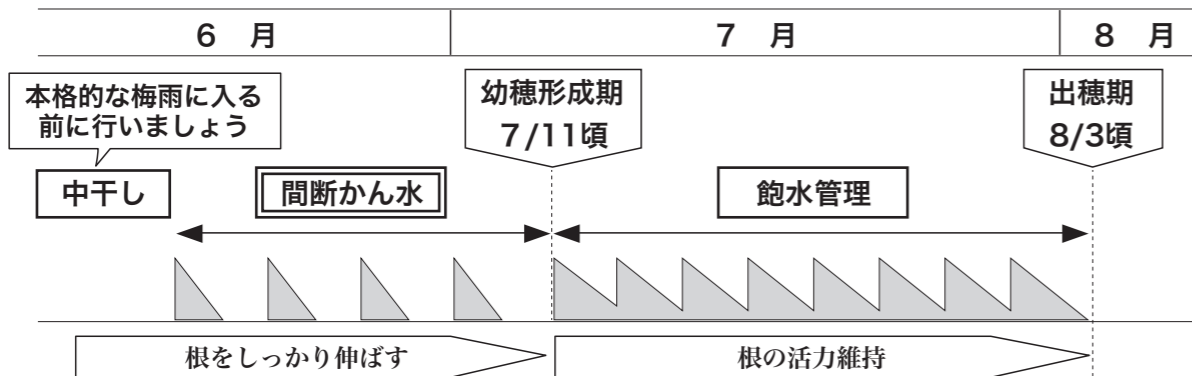 6 月
7 月
8 月
本格的な梅雨に入る
前に行いましょう
幼穂形成期
7/11頃
出穂期
8/3頃
中干し
間断かん水
飽水管理
根をしっかり伸ばす
根の活力維持